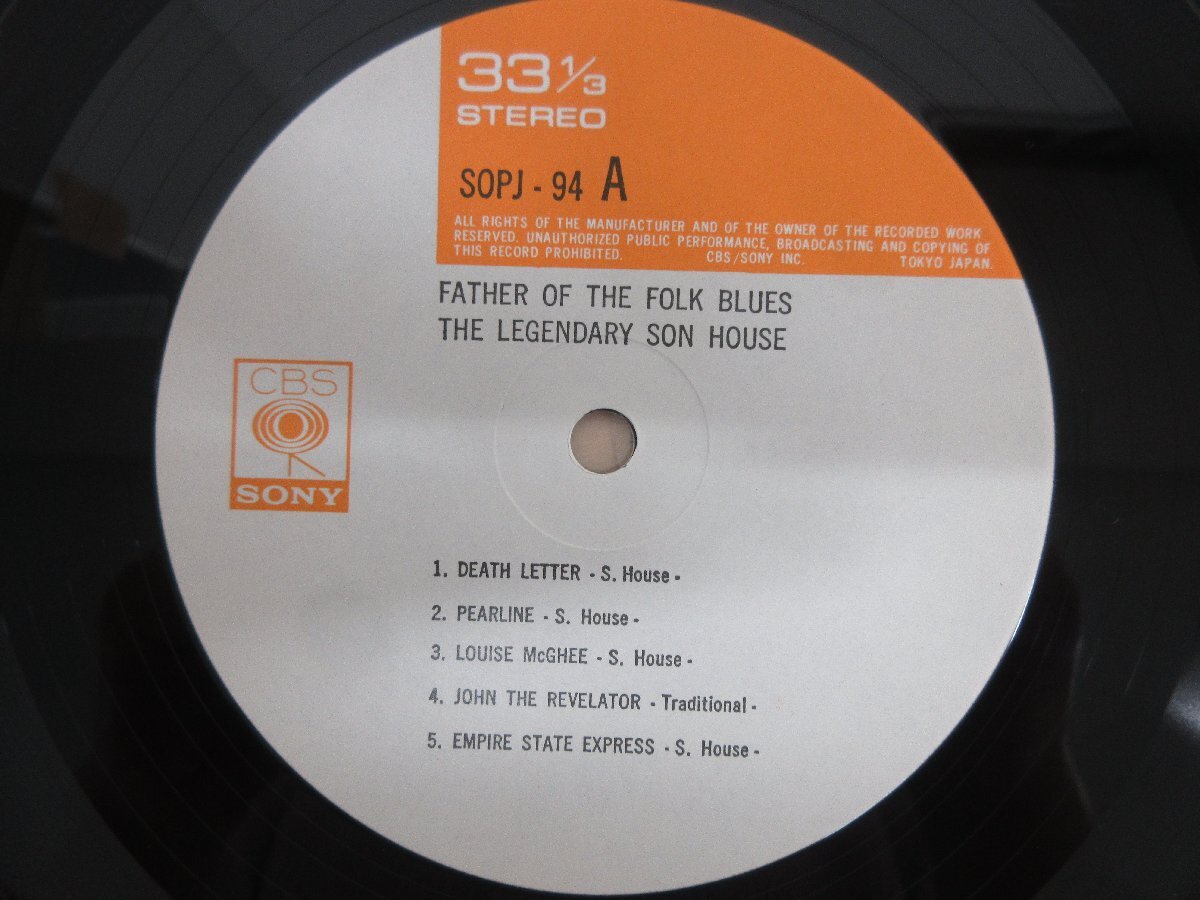 33 1/3
STEREO
SOPJ - 94 A
ALL RIGHTS OF THE MANUFACTURER AND OF THE OWNER OF THE RECORDED WORK
RESERVED. UNAUTHORIZED PUBLIC PERFORMANCE, BROADCASTING AND COPYING OF
THIS RECORD PROHIBITED. CBS/SONY INC. TOKYO JAPAN.
FATHER OF THE FOLK BLUES
THE LEGENDARY SON HOUSE
CBS
SONY
1. DEATH LETTER - S. House -
2. PEARLINE - S. House -
3. LOUISE McGHEE - S. House -
4. JOHN THE REVELATOR - Traditional -
5. EMPIRE STATE EXPRESS - S. House -